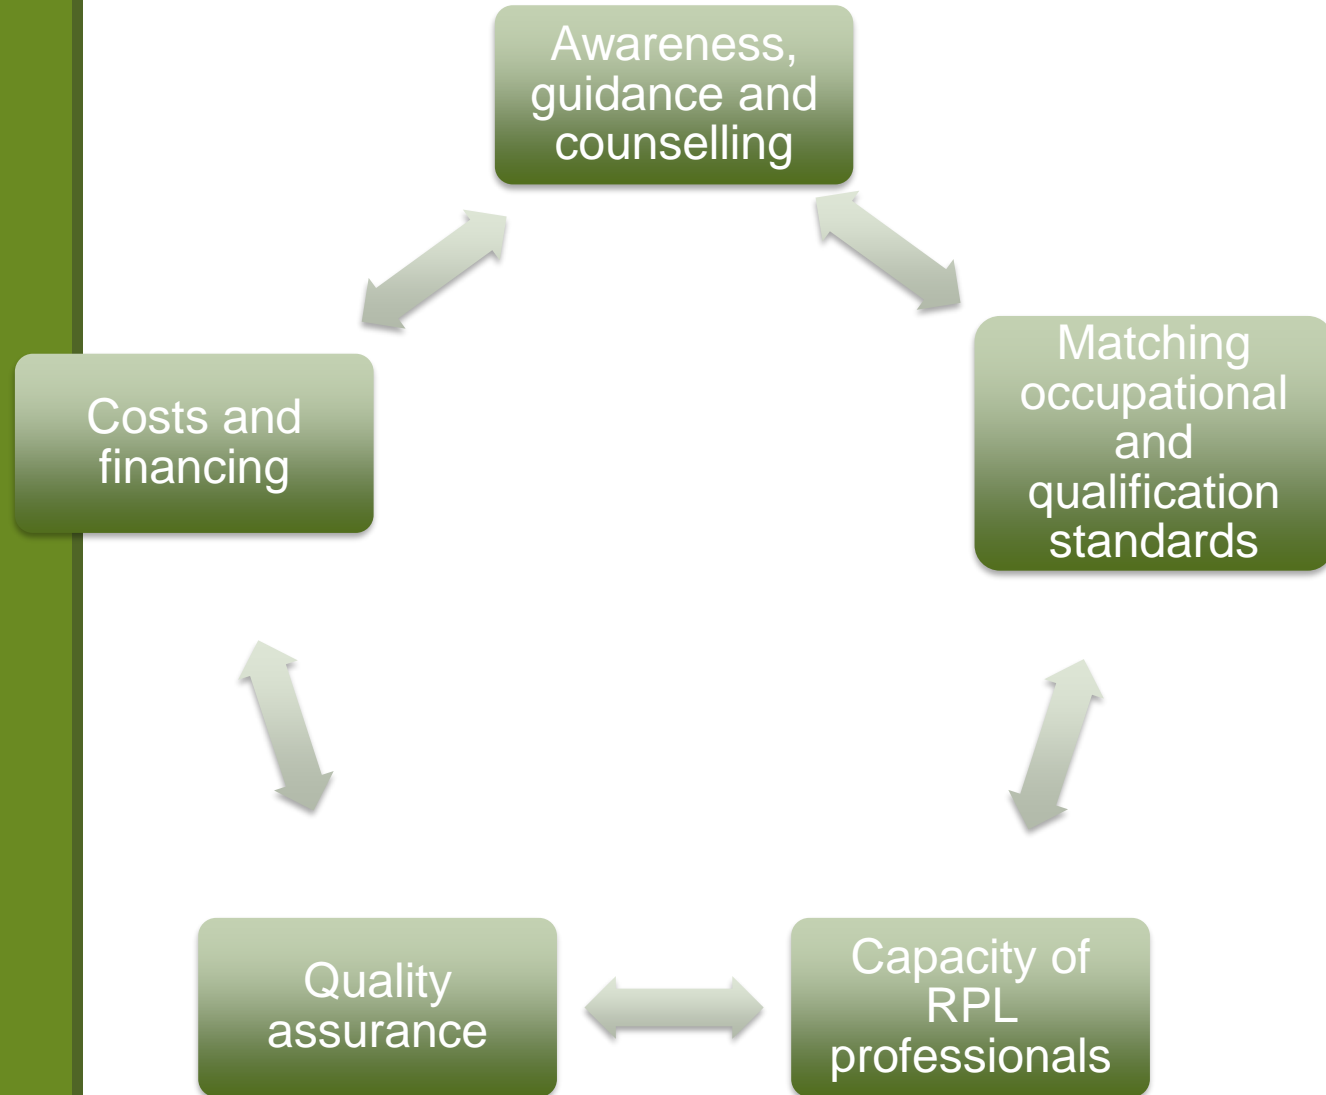 Awareness,
guidance and
counselling
Matching
occupational
and
qualification
standards
Costs and
financing
Quality
assurance
Capacity of
RPL
professionals